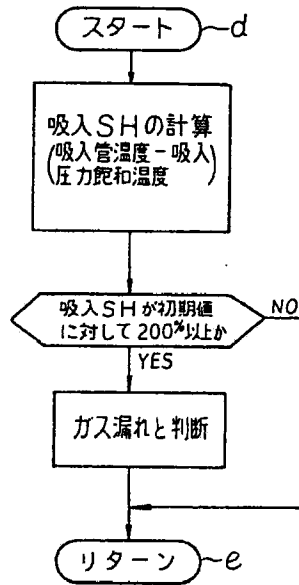 スタート ~d
吸入SHの計算
(吸入管温度-吸入
圧力飽和温度)
吸入SHが初期値
に対して200%以上か
NO
YES
ガス漏れと判断
リターン ~e